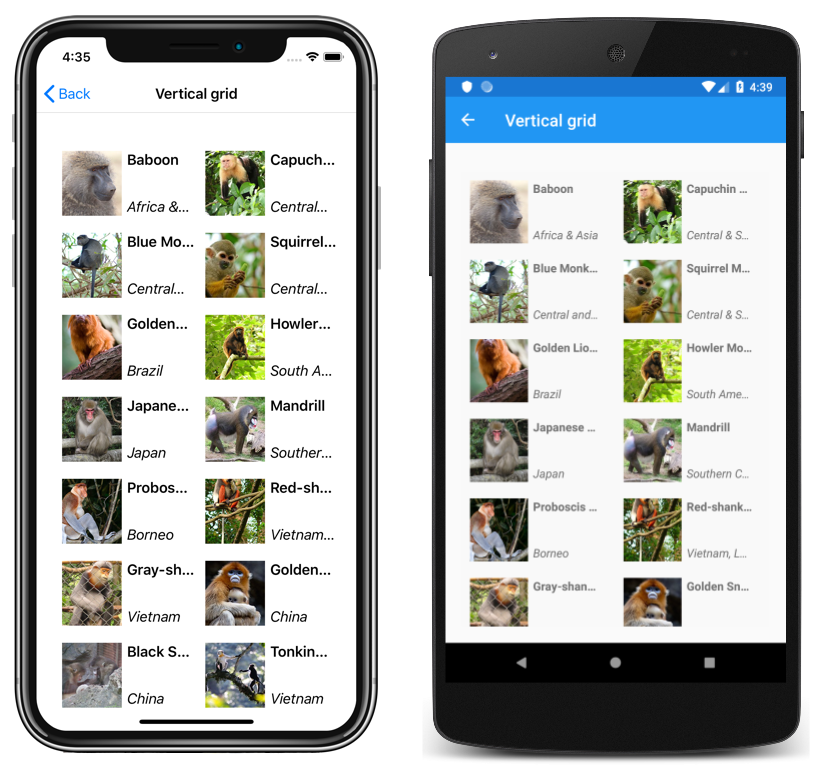 4:35
Back
Vertical grid
Baboon
Capuch...
Africa &...
Central...
Blue Mo...
Squirrel...
Central...
Central...
Golden...
Howler...
Brazil
South A...
Japane...
Mandrill
Japan
Souther...
Probos...
Red-sh...
Borneo
Vietnam...
Gray-sh...
Golden...
Vietnam
China
Black S...
Tonkin...
China
Vietnam
4:39
Vertical grid
Baboon
Capuchin ...
Africa & Asia
Central & S...
Blue Monk...
Squirrel M...
Central and...
Central & S...
Golden Lio...
Howler Mo...
Brazil
South Ame...
Japanese ...
Mandrill
Japan
Southern C...
Proboscis ...
Red-shank...
Borneo
Vietnam, L...
Gray-shan...
Golden Sn...